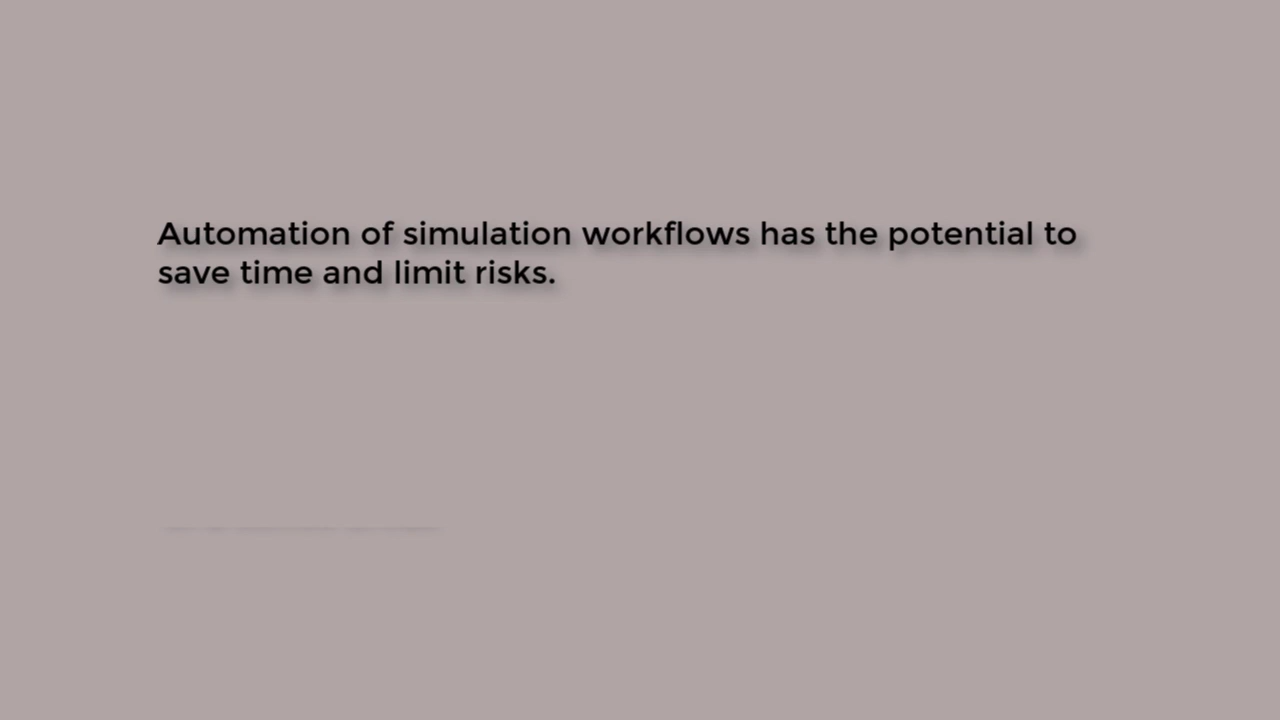 Automation of simulation workflows has the potential to
save time and limit risks.